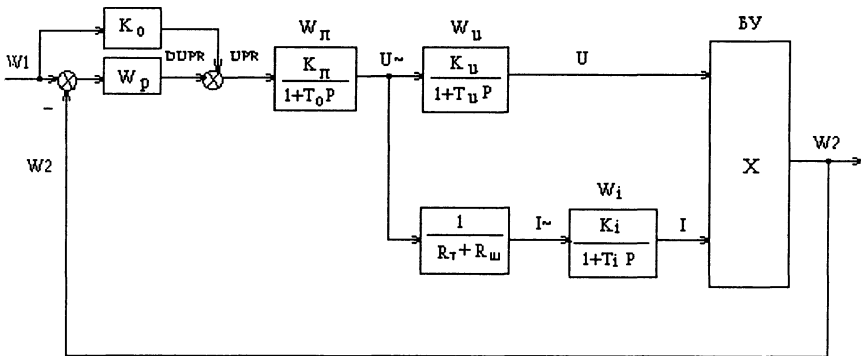 W1
K₀
Wₚ
DUPR
UPR
−
W2
Wп
Kп
1+T₀P
U~
Wu
Ku
1+TuP
U
1
Rт+Rш
I~
Wi
Ki
1+Ti P
I
ВУ
X
W2